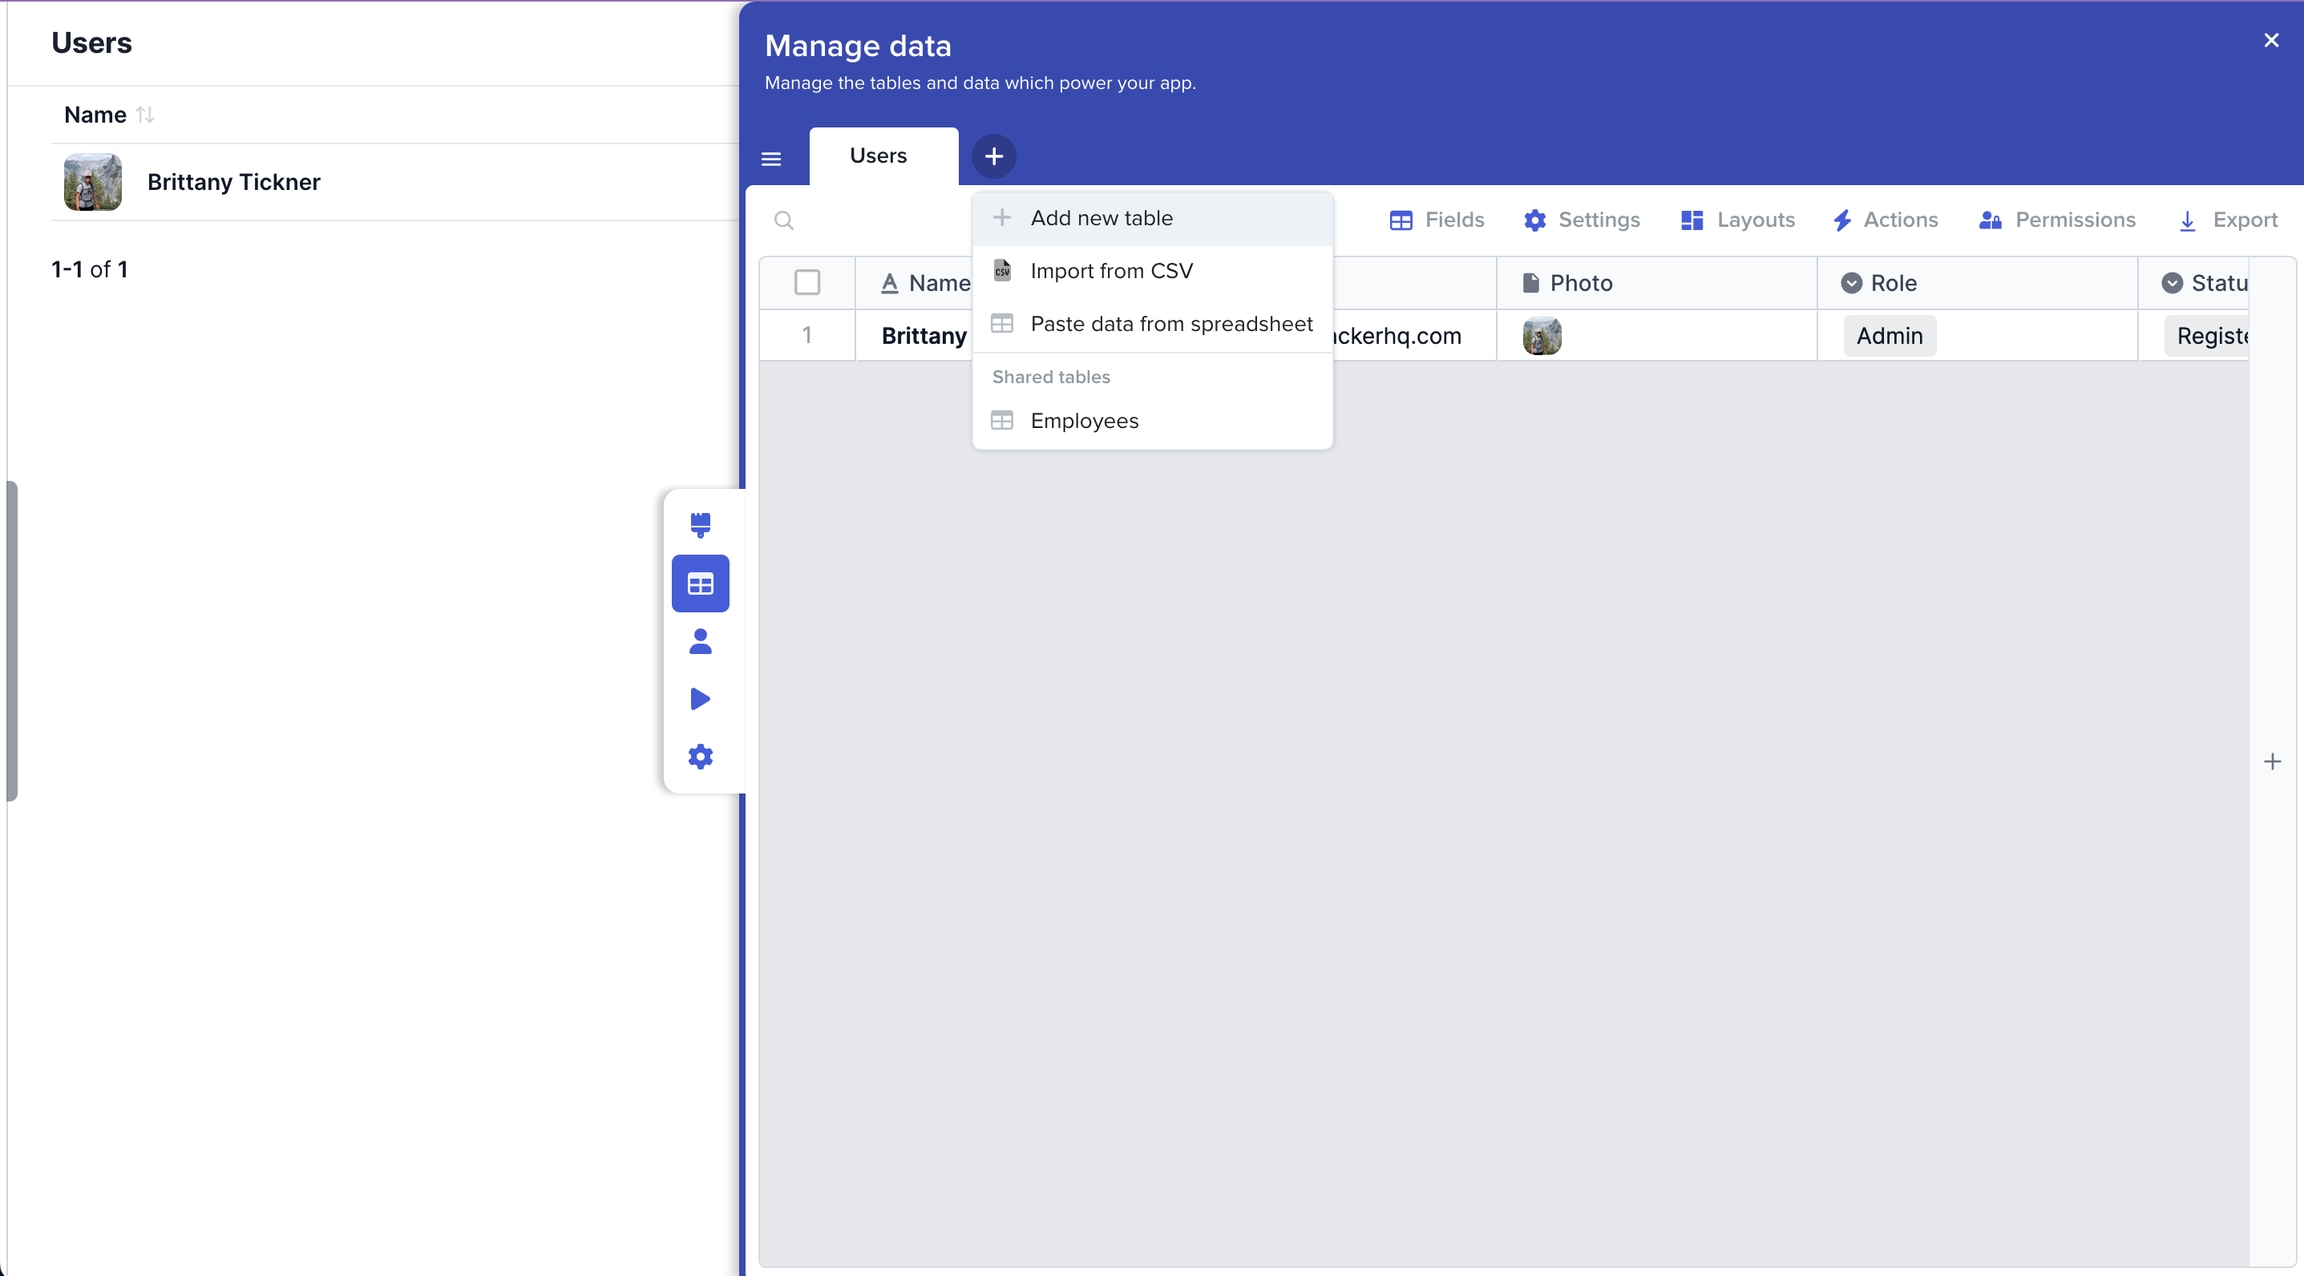 Users
Name
Brittany Tickner
1-1 of 1
Manage data
Manage the tables and data which power your app.
Users
Add new table
Import from CSV
Paste data from spreadsheet
Shared tables
Employees
Fields
Settings
Layouts
Actions
Permissions
Export
Name
Photo
Role
Statu
1
Brittany
ckerhq.com
Admin
Registe